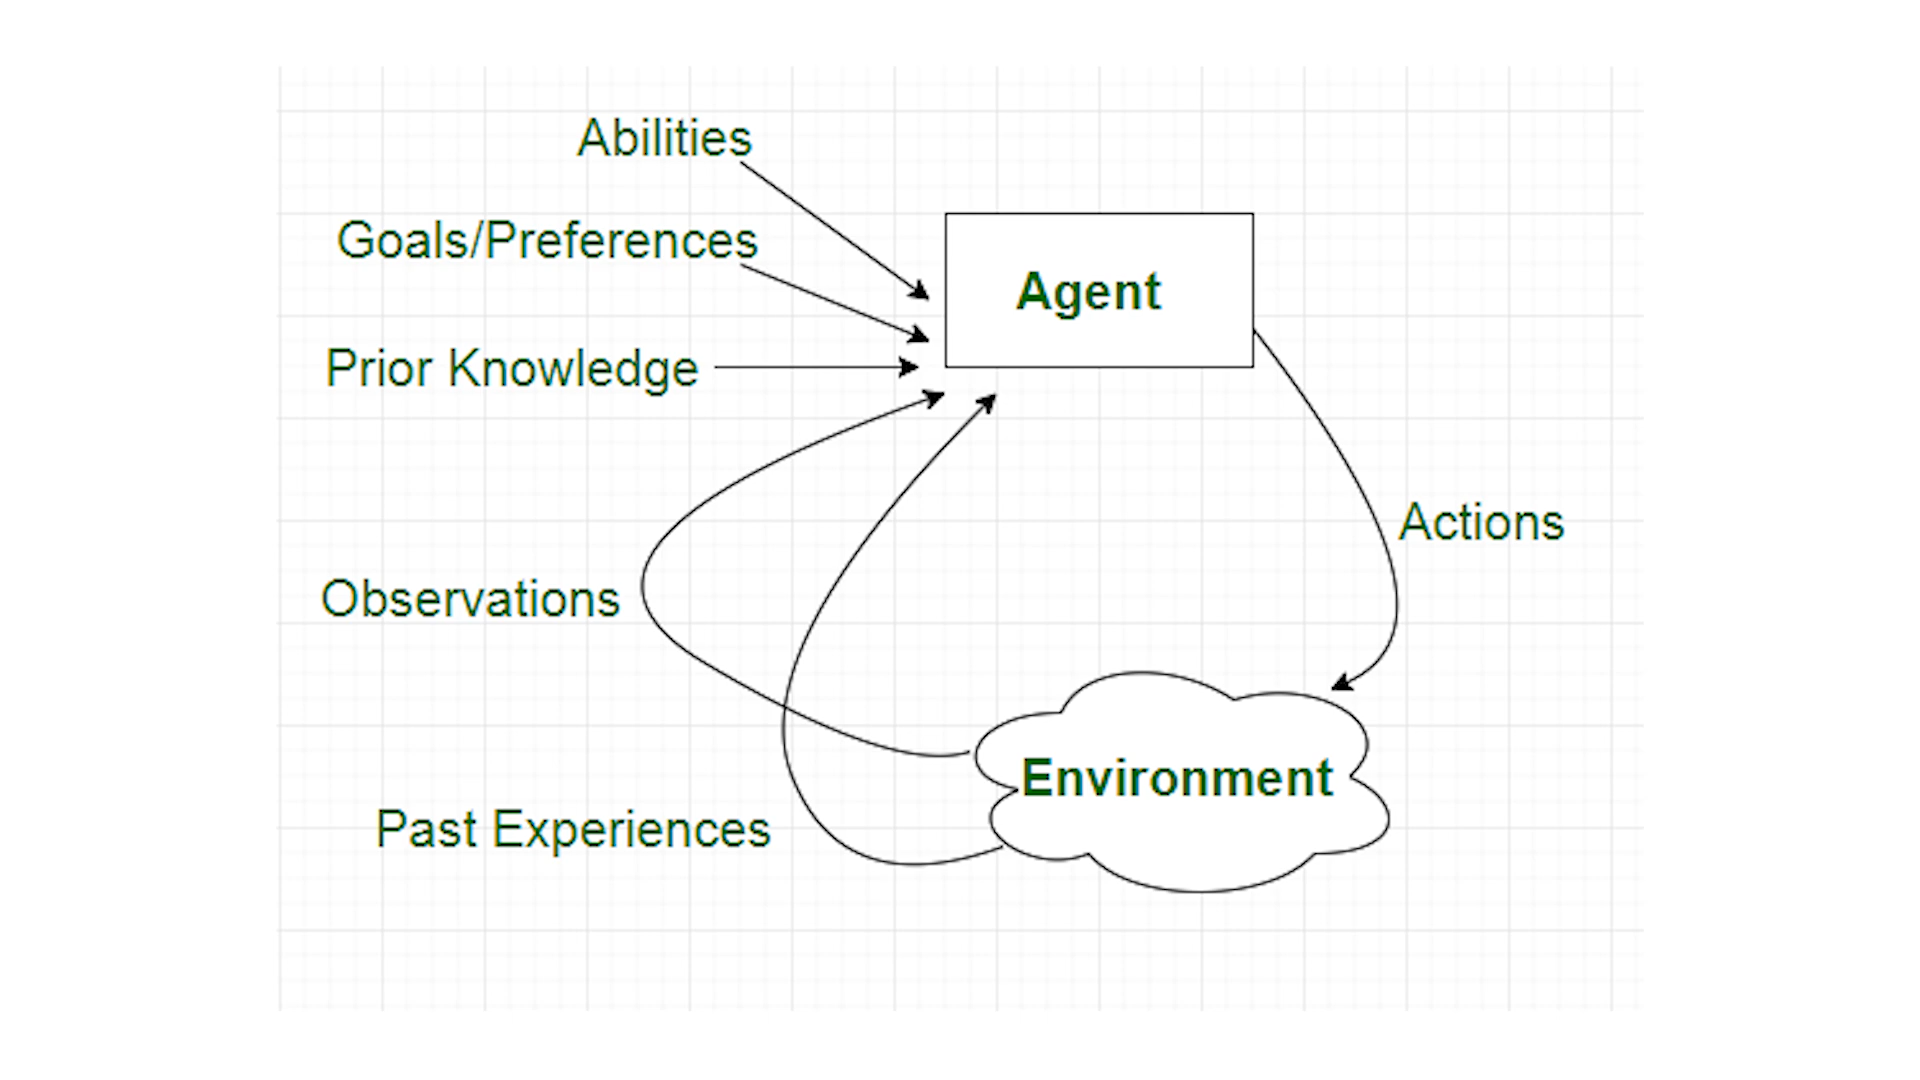 Abilities
Goals/Preferences
Agent
Prior Knowledge
Actions
Observations
Environment
Past Experiences